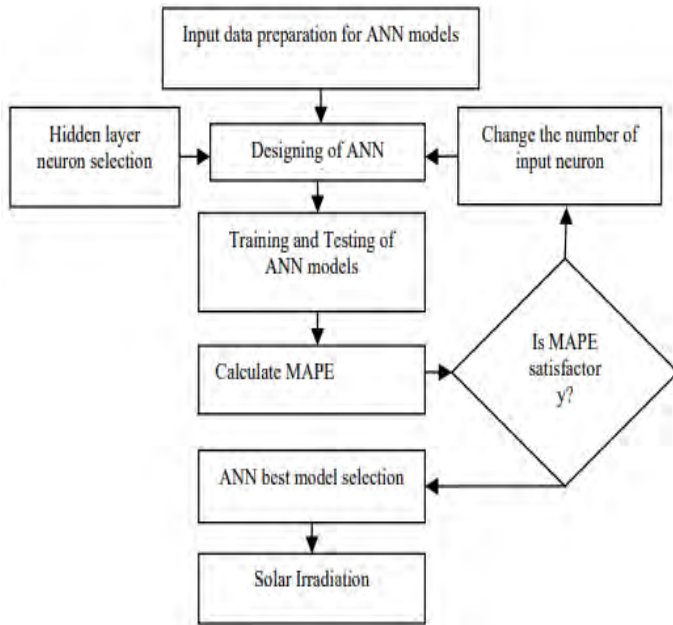 Input data preparation for ANN models
Hidden layer
neuron selection
Designing of ANN
Change the number of
input neuron
Training and Testing of
ANN models
Calculate MAPE
Is MAPE
satisfactor
y?
ANN best model selection
Solar Irradiation